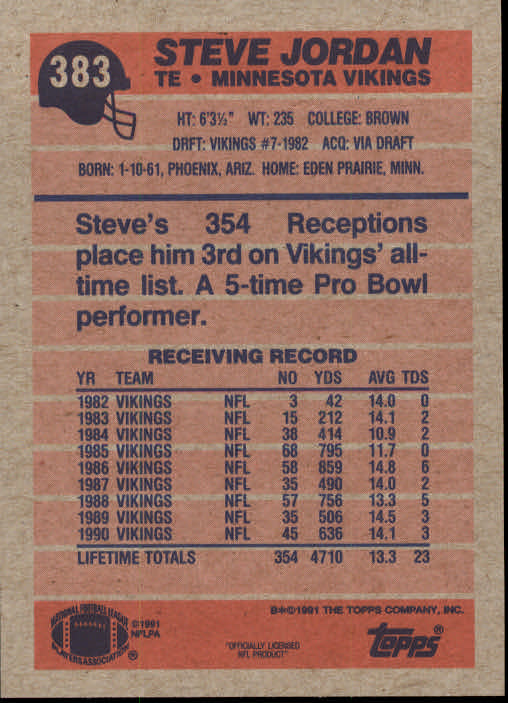 383
STEVE JORDAN
TE • MINNESOTA VIKINGS
HT: 6'3½" WT: 235 COLLEGE: BROWN
DRFT: VIKINGS #7-1982 ACQ: VIA DRAFT
BORN: 1-10-61, PHOENIX, ARIZ. HOME: EDEN PRAIRIE, MINN.
Steve's 354 Receptions
place him 3rd on Vikings' all-
time list. A 5-time Pro Bowl
performer.
RECEIVING RECORD
YR TEAM NO YDS AVG TDS
1982 VIKINGS NFL 3 42 14.0 0
1983 VIKINGS NFL 15 212 14.1 2
1984 VIKINGS NFL 38 414 10.9 2
1985 VIKINGS NFL 68 795 11.7 0
1986 VIKINGS NFL 58 859 14.8 6
1987 VIKINGS NFL 35 490 14.0 2
1988 VIKINGS NFL 57 756 13.3 5
1989 VIKINGS NFL 35 506 14.5 3
1990 VIKINGS NFL 45 636 14.1 3
LIFETIME TOTALS 354 4710 13.3 23
B*©1991 THE TOPPS COMPANY, INC.
NATIONAL FOOTBALL LEAGUE
PLAYERS ASSOCIATION ®
©1991
NFLPA
"OFFICIALLY LICENSED
NFL PRODUCT"
topps®